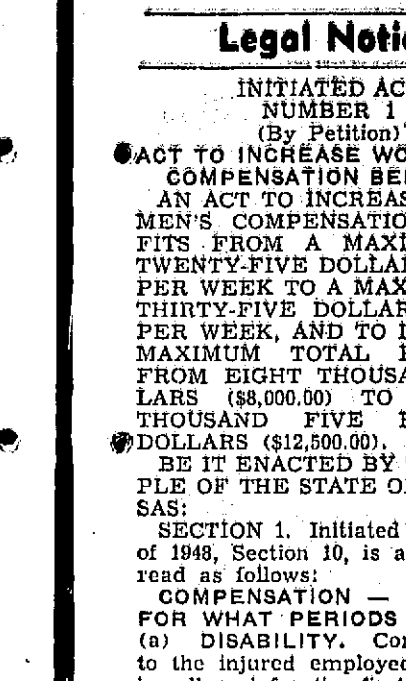 Legal Notic
INITIATED AC
NUMBER 1
(By Petition)
ACT TO INCREASE WO
COMPENSATION BE
AN ACT TO INCREAS
MEN'S COMPENSATIO
FITS FROM A MAXI
TWENTY-FIVE DOLLA
PER WEEK TO A MAX
THIRTY-FIVE DOLLAR
PER WEEK, AND TO I
MAXIMUM TOTAL
FROM EIGHT THOUSA
LARS ($8,000.00) TO
THOUSAND FIVE
DOLLARS ($12,500.00).
BE IT ENACTED BY
PLE OF THE STATE O
SAS:
SECTION 1. Initiated
of 1948, Section 10, is a
read as follows:
COMPENSATION —
FOR WHAT PERIODS
(a) DISABILITY. Co
to the injured employe